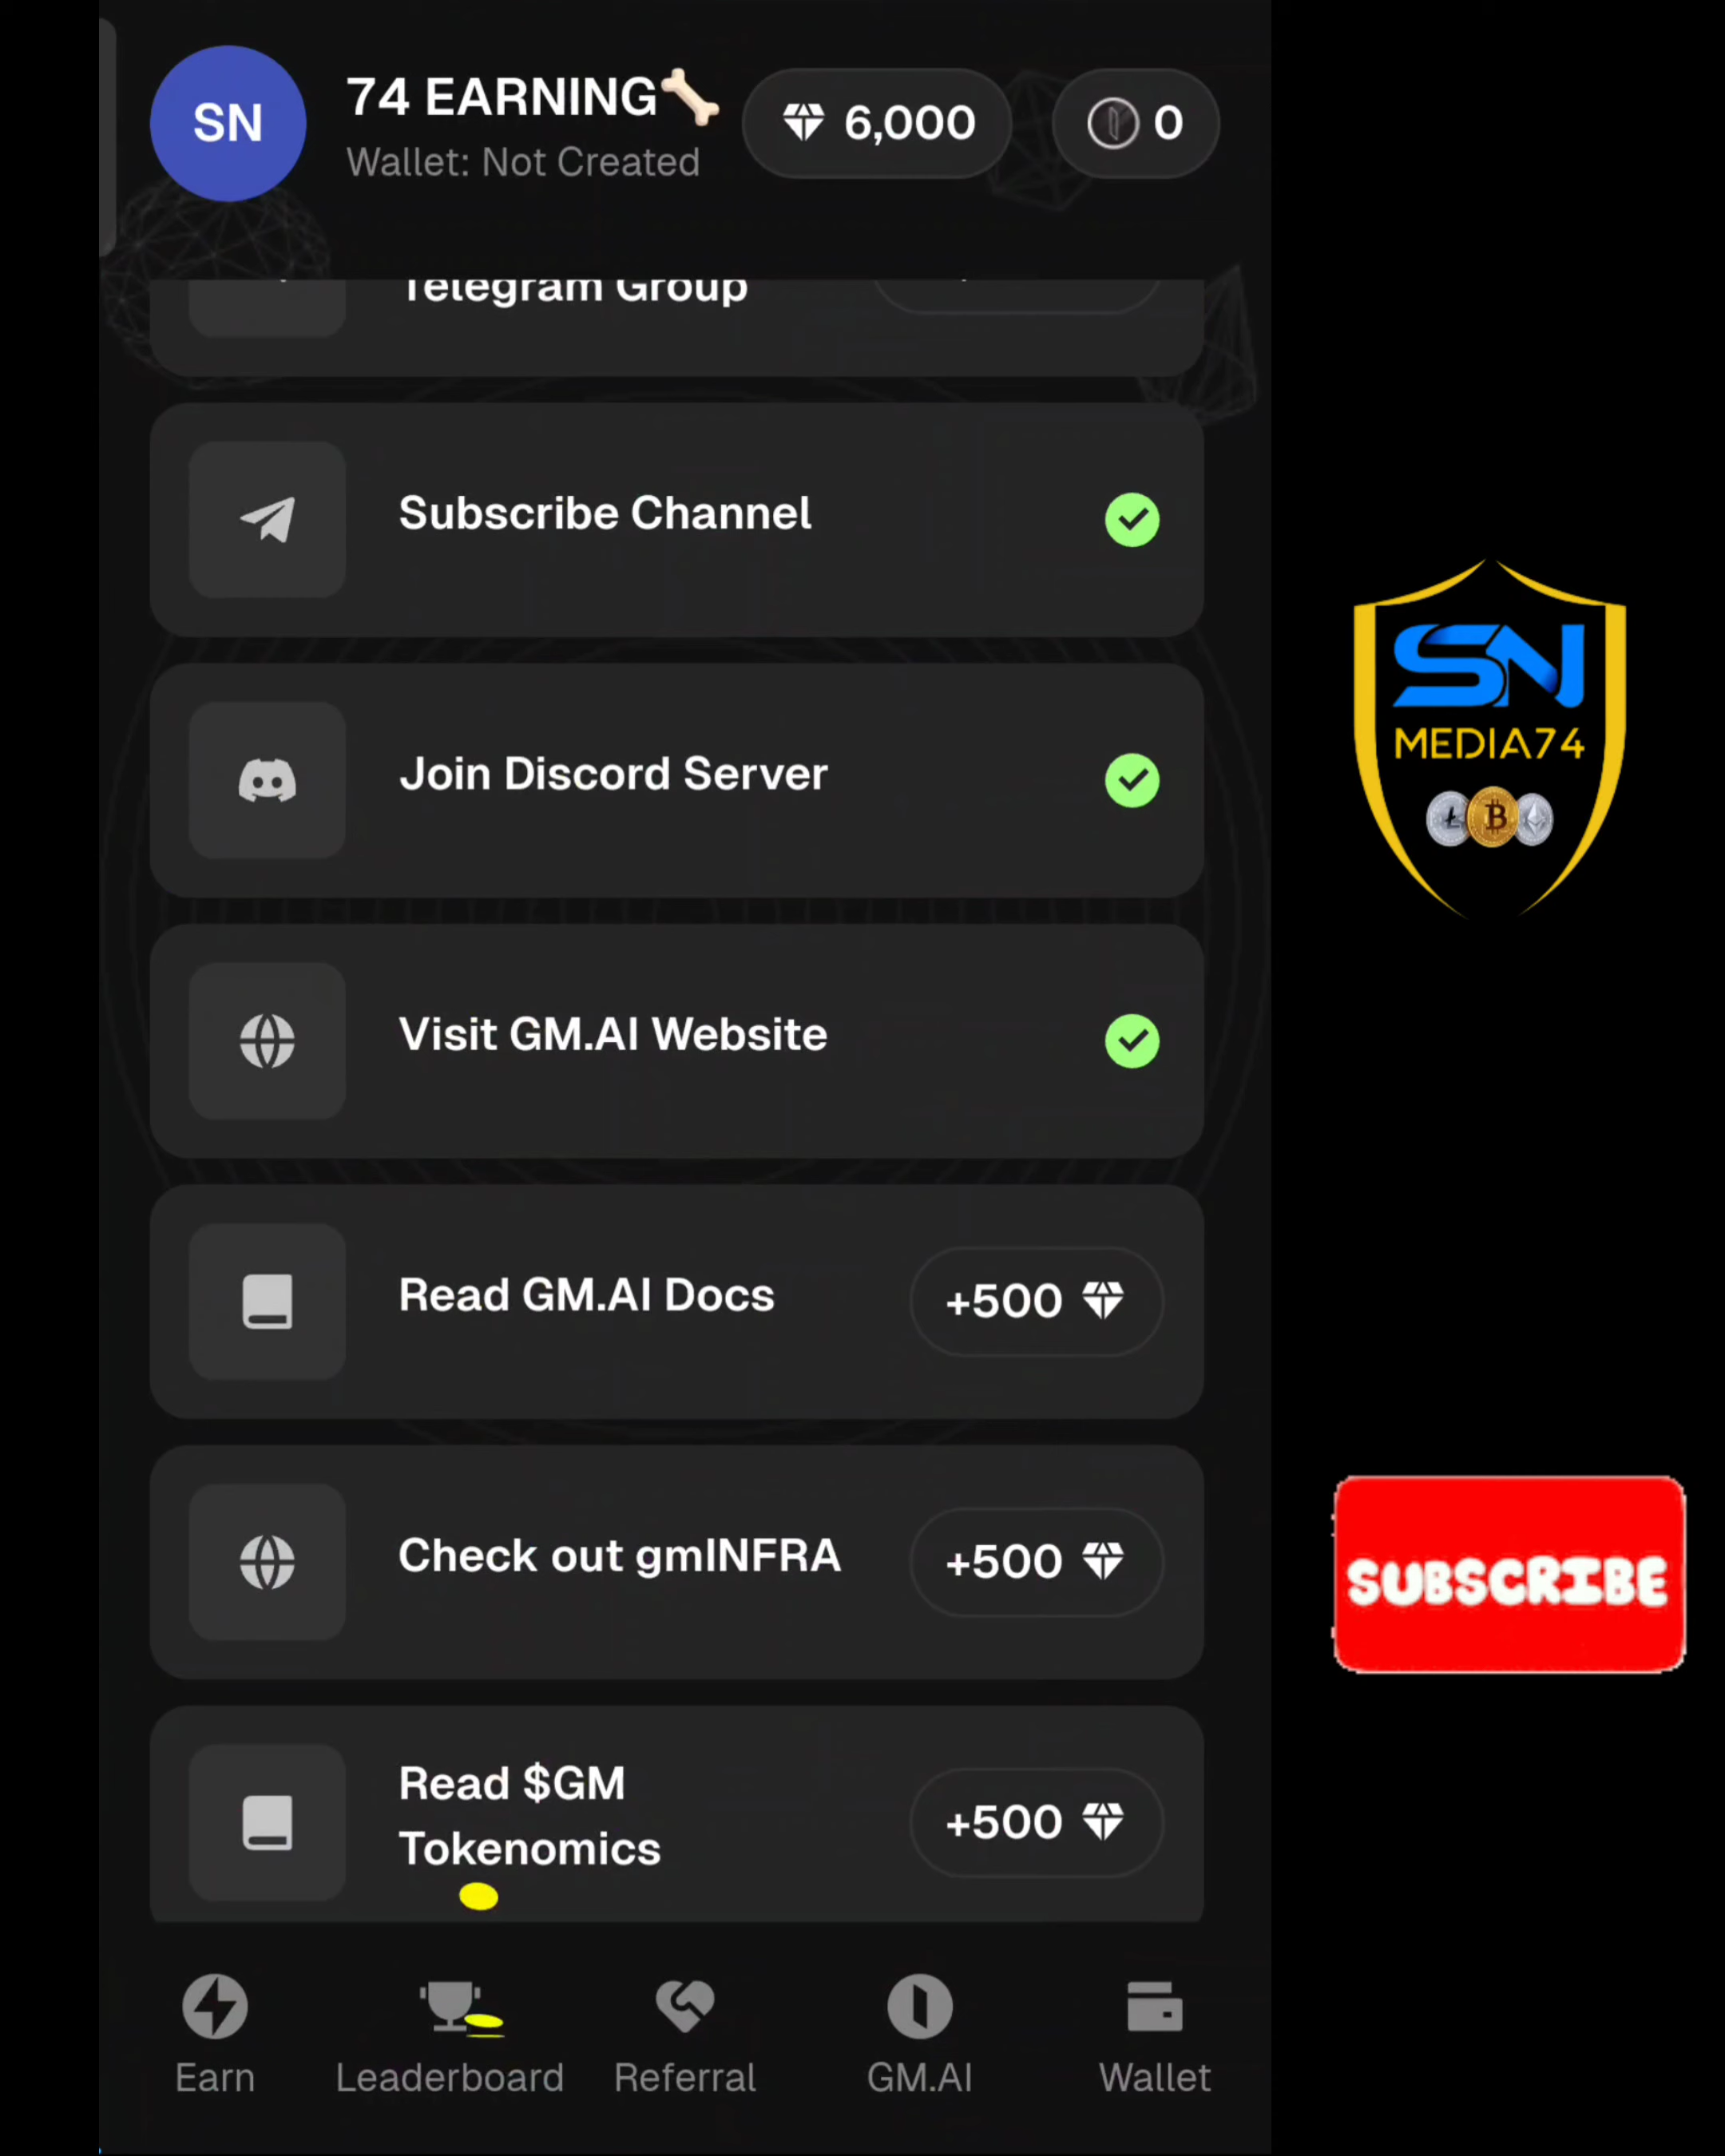 SN
74 EARNING🦴
Wallet: Not Created
6,000
0
Telegram Group
Subscribe Channel
Join Discord Server
Visit GM.AI Website
Read GM.AI Docs
+500
Check out gmINFRA
+500
Read $GM
Tokenomics
+500
Earn
Leaderboard
Referral
GM.AI
Wallet
SN
MEDIA74
SUBSCRIBE